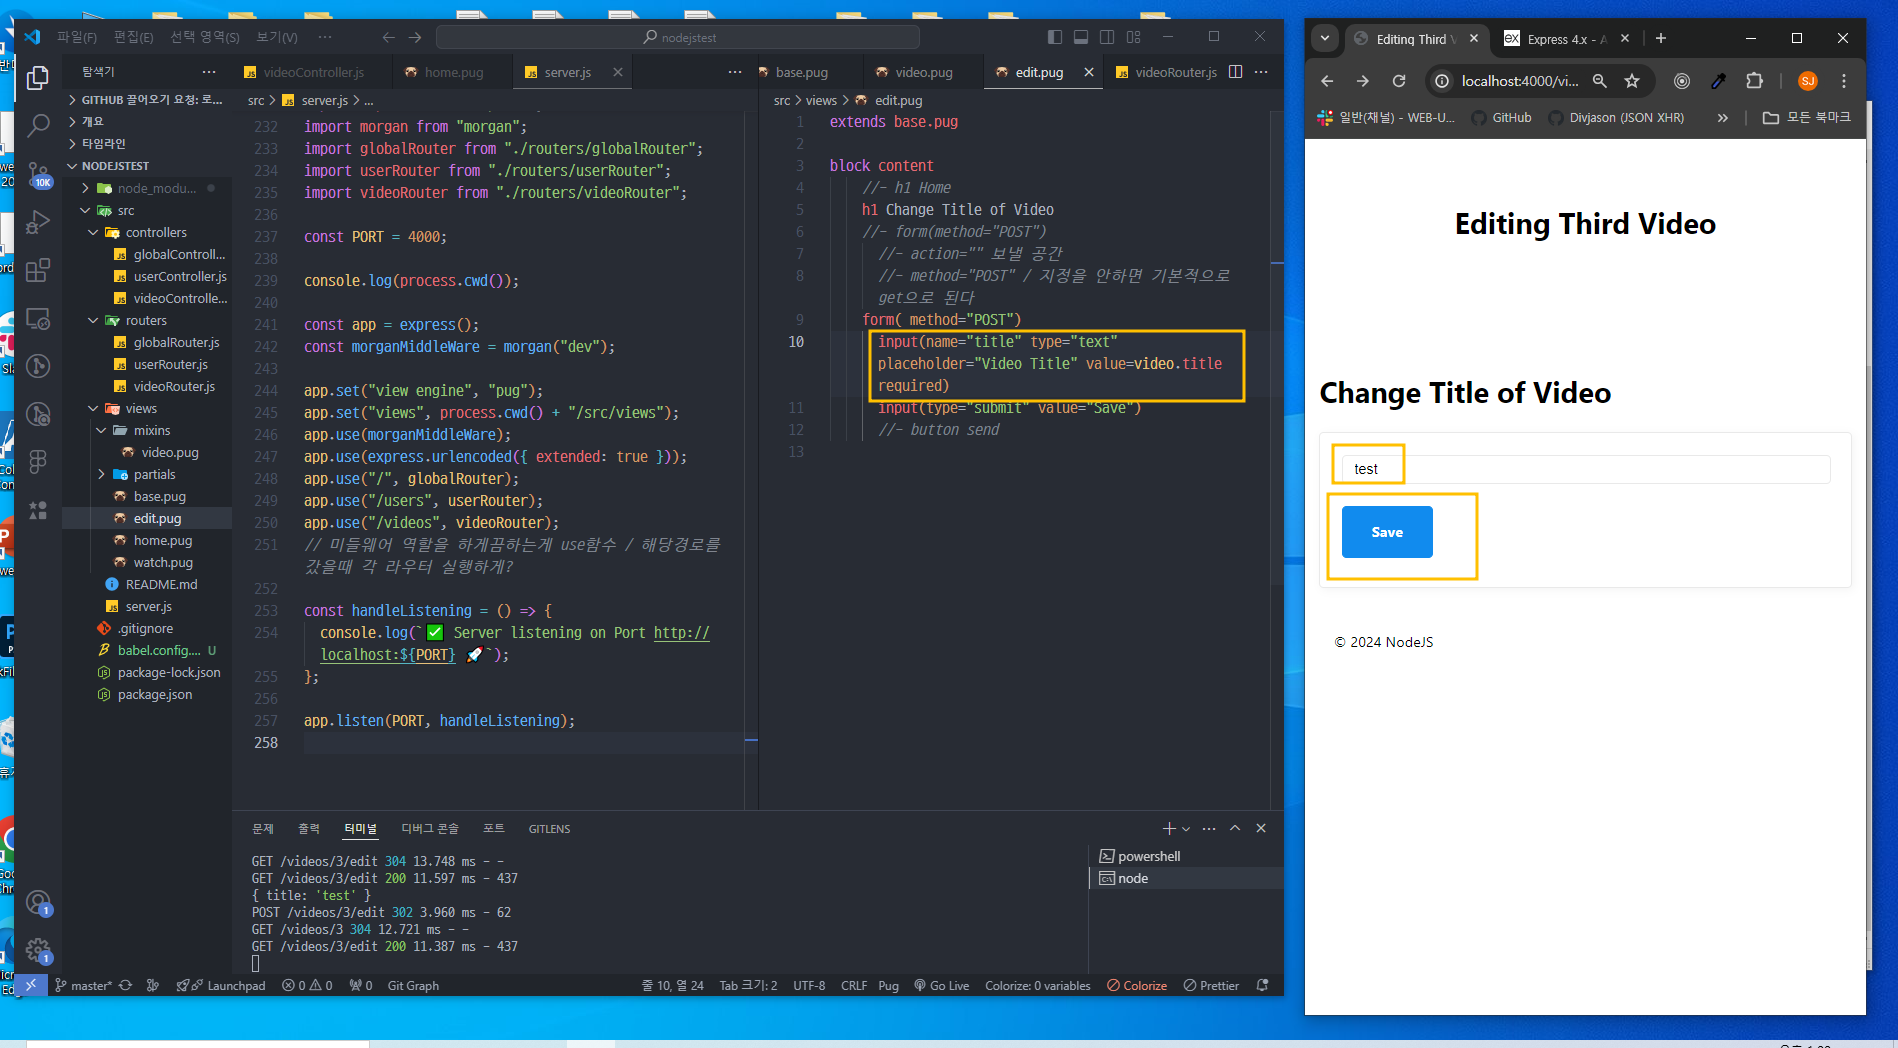 파일(F) 편집(E) 선택 영역(S) 보기(V) ···
nodejstest
탐색기
GITHUB 끌어오기 요청: 로...
개요
타임라인
NODEJSTEST
node_modu...
src
controllers
globalControll...
userController.js
videoControlle...
routers
globalRouter.js
userRouter.js
videoRouter.js
views
mixins
video.pug
partials
base.pug
edit.pug
home.pug
watch.pug
README.md
server.js
.gitignore
babel.config.... U
package-lock.json
package.json
10K
1
1
videoController.js home.pug server.js
src > server.js > ...
232 import morgan from "morgan";
233 import globalRouter from "./routers/globalRouter";
234 import userRouter from "./routers/userRouter";
235 import videoRouter from "./routers/videoRouter";
236
237 const PORT = 4000;
238
239 console.log(process.cwd());
240
241 const app = express();
242 const morganMiddleWare = morgan("dev");
243
244 app.set("view engine", "pug");
245 app.set("views", process.cwd() + "/src/views");
246 app.use(morganMiddleWare);
247 app.use(express.urlencoded({ extended: true }));
248 app.use("/", globalRouter);
249 app.use("/users", userRouter);
250 app.use("/videos", videoRouter);
251 // 미들웨어 역할을 하게끔하는게 use함수 / 해당경로를
갔을때 각 라우터 실행하게?
252
253 const handleListening = () => {
254 console.log(`✅ Server listening on Port http://
localhost:${PORT} 🚀`);
255 };
256
257 app.listen(PORT, handleListening);
258
base.pug video.pug edit.pug videoRouter.js
src > views > edit.pug
1 extends base.pug
2
3 block content
4 //- h1 Home
5 h1 Change Title of Video
6 //- form(method="POST")
7 //- action="" 보낼 공간
8 //- method="POST" / 지정을 안하면 기본적으로
get으로 된다
9 form( method="POST")
10 input(name="title" type="text"
placeholder="Video Title" value=video.title
required)
11 input(type="submit" value="Save")
12 //- button send
13
문제 출력 터미널 디버그 콘솔 포트 GITLENS
GET /videos/3/edit 304 13.748 ms - -
GET /videos/3/edit 200 11.597 ms - 437
{ title: 'test' }
POST /videos/3/edit 302 3.960 ms - 62
GET /videos/3 304 12.721 ms - -
GET /videos/3/edit 200 11.387 ms - 437
powershell
node
master* Launchpad 0 0 0 Git Graph 줄 10, 열 24 Tab 크기: 2 UTF-8 CRLF Pug Go Live Colorize: 0 variables Colorize Prettier
Editing Third V Express 4.x - A
localhost:4000/vi... SJ
일반(채널) - WEB-U... GitHub Divjason (JSON XHR) » 모든 북마크
Editing Third Video
Change Title of Video
test
Save
© 2024 NodeJS